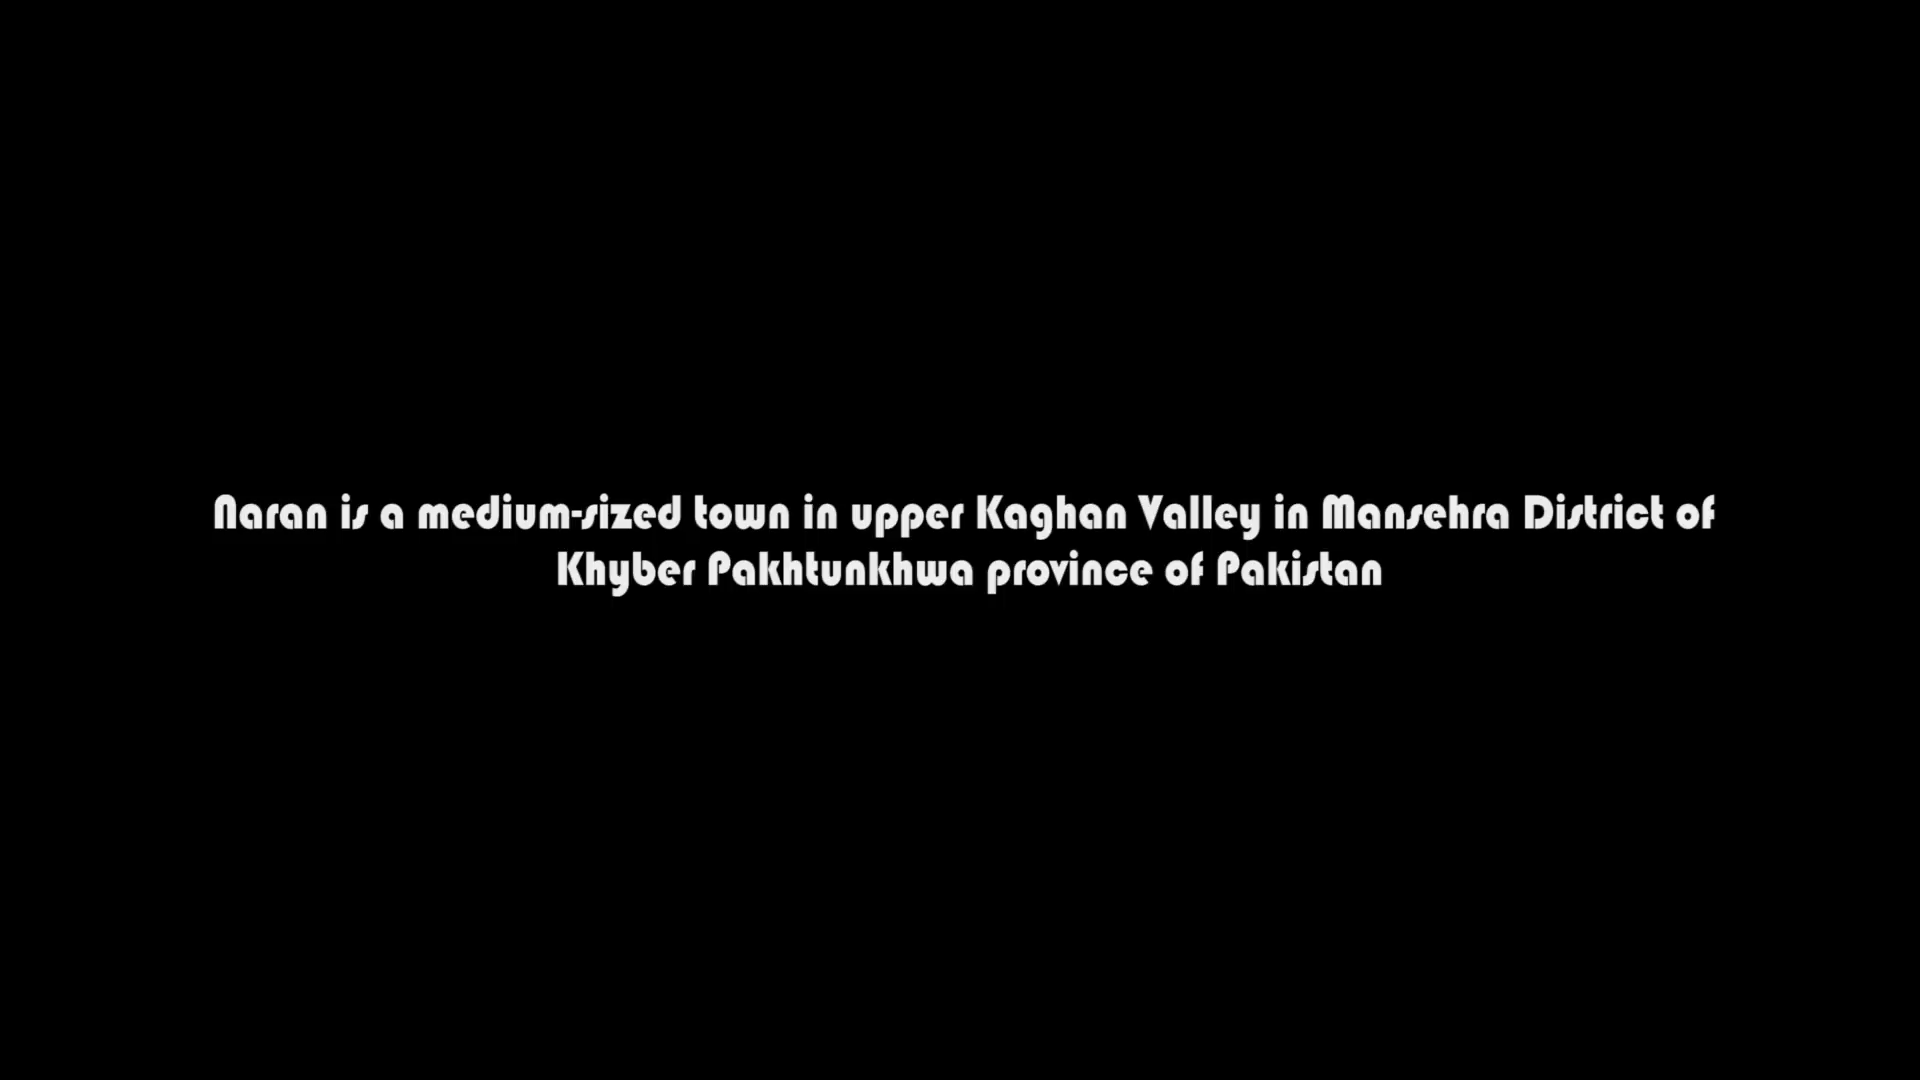 Naran is a medium-sized town in upper Kaghan Valley in Mansehra District of
Khyber Pakhtunkhwa province of Pakistan